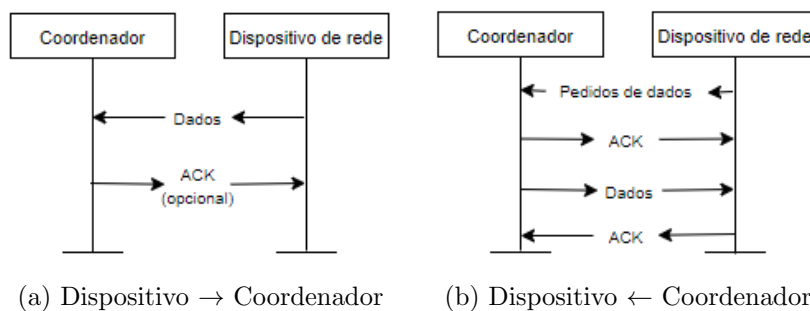 Coordenador
Dispositivo de rede
Dados
ACK
(opcional)
(a) Dispositivo → Coordenador
Coordenador
Dispositivo de rede
Pedidos de dados
ACK
Dados
ACK
(b) Dispositivo ← Coordenador